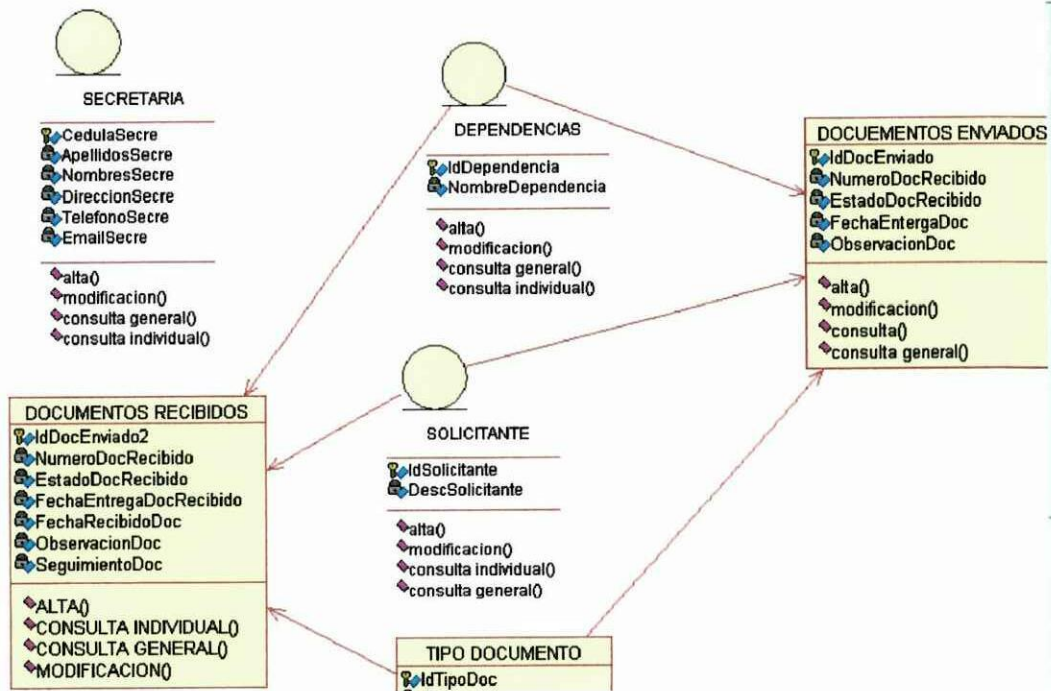 SECRETARIA
CedulaSecre
ApellidosSecre
NombresSecre
DireccionSecre
TelefonoSecre
EmailSecre
alta()
modificacion()
consulta general()
consulta individual()
DEPENDENCIAS
IdDependencia
NombreDependencia
alta()
modificacion()
consulta general()
consulta individual()
DOCUEMENTOS ENVIADOS
IdDocEnviado
NumeroDocRecibido
EstadoDocRecibido
FechaEntergaDoc
ObservacionDoc
alta()
modificacion()
consulta()
consulta general()
DOCUMENTOS RECIBIDOS
IdDocEnviado2
NumeroDocRecibido
EstadoDocRecibido
FechaEntregaDocRecibido
FechaRecibidoDoc
ObservacionDoc
SeguimientoDoc
ALTA()
CONSULTA INDIVIDUAL()
CONSULTA GENERAL()
MODIFICACION()
SOLICITANTE
IdSolicitante
DescSolicitante
alta()
modificacion()
consulta individual()
consulta general()
TIPO DOCUMENTO
IdTipoDoc